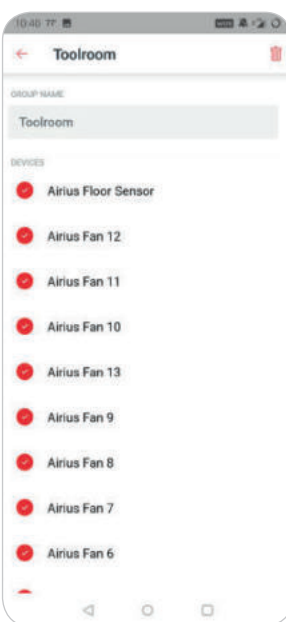 10:40
Toolroom
GROUP NAME
Toolroom
DEVICES
Airius Floor Sensor
Airius Fan 12
Airius Fan 11
Airius Fan 10
Airius Fan 13
Airius Fan 9
Airius Fan 8
Airius Fan 7
Airius Fan 6